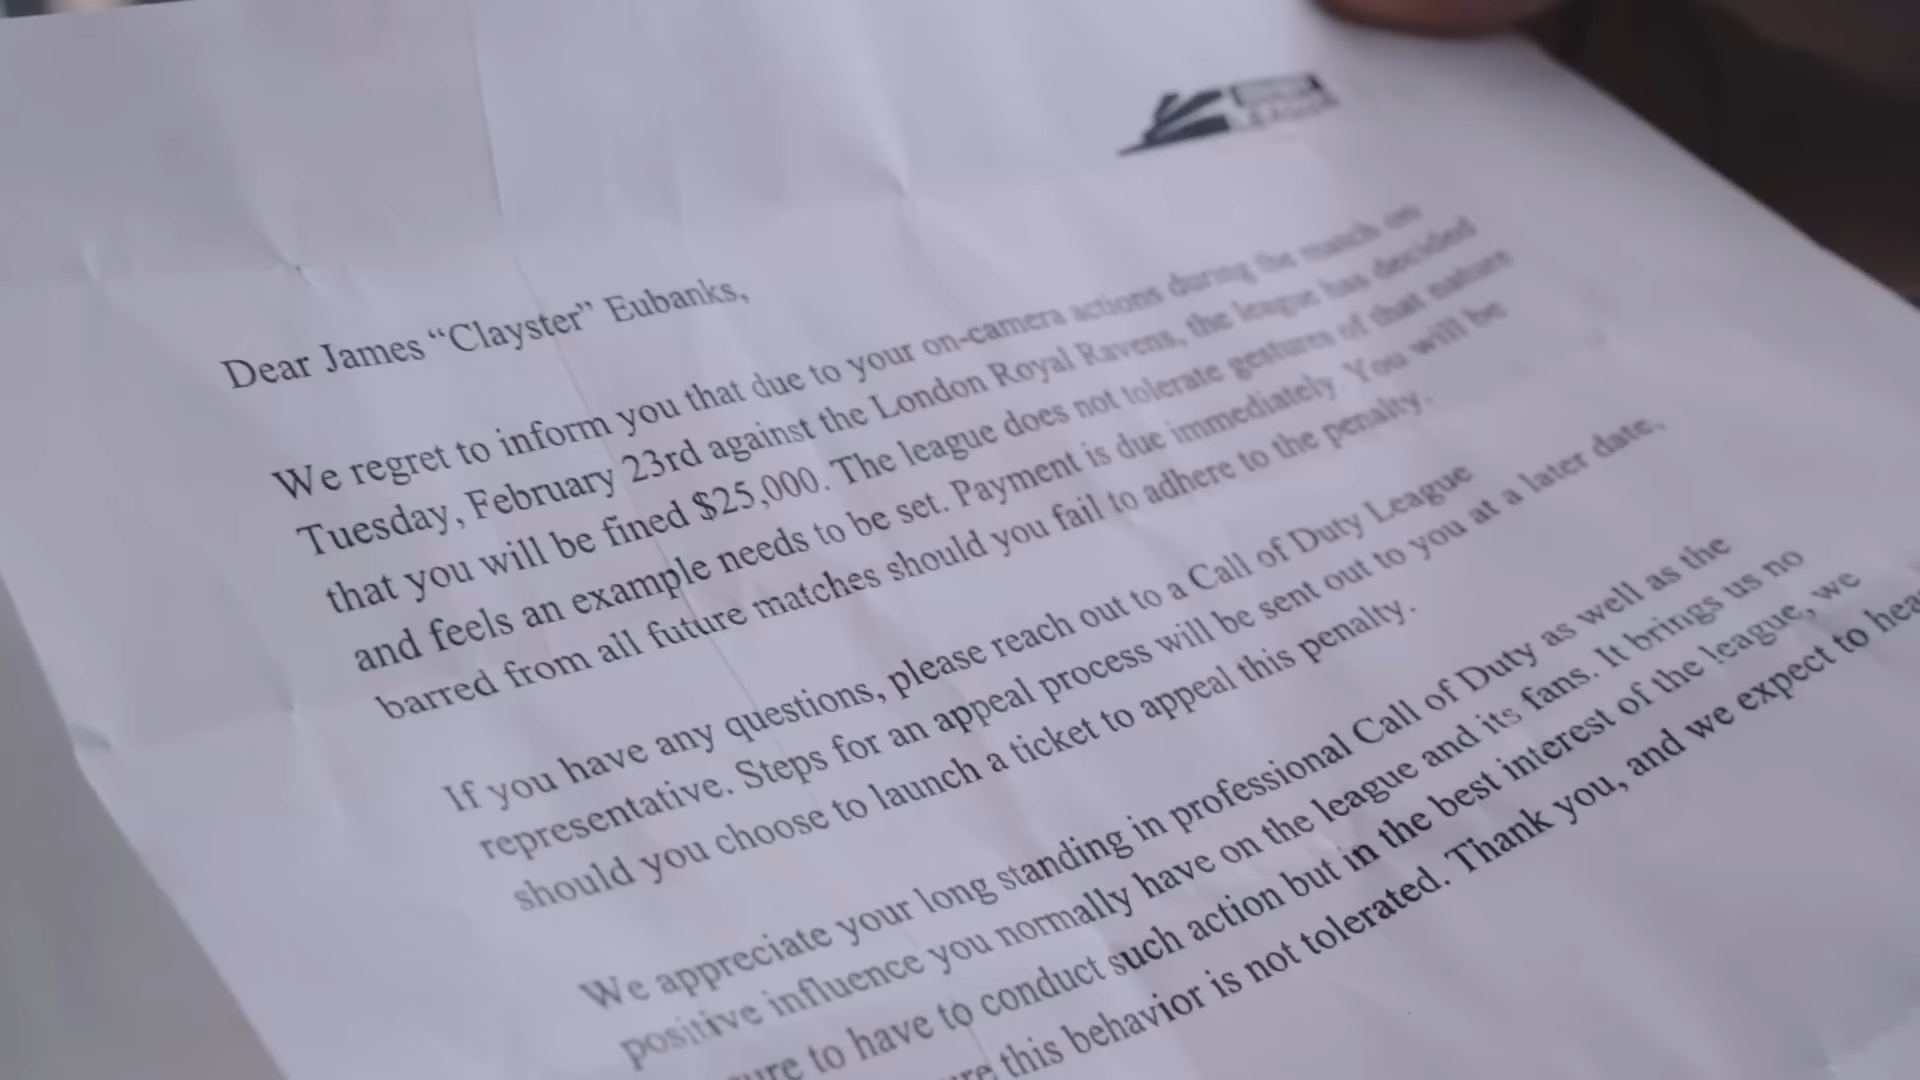 Dear James “Clayster” Eubanks,
We regret to inform you that due to your on-camera actions during the match on
Tuesday, February 23rd against the London Royal Ravens, the league has decided
that you will be fined $25,000. The league does not tolerate gestures of that nature
and feels an example needs to be set. Payment is due immediately. You will be
barred from all future matches should you fail to adhere to the penalty.
If you have any questions, please reach out to a Call of Duty League
representative. Steps for an appeal process will be sent out to you at a later date,
should you choose to launch a ticket to appeal this penalty.
We appreciate your long standing in professional Call of Duty as well as the
positive influence you normally have on the league and its fans. It brings us no
to have to conduct such action but in the best interest of the league, we
this behavior is not tolerated. Thank you, and we expect to